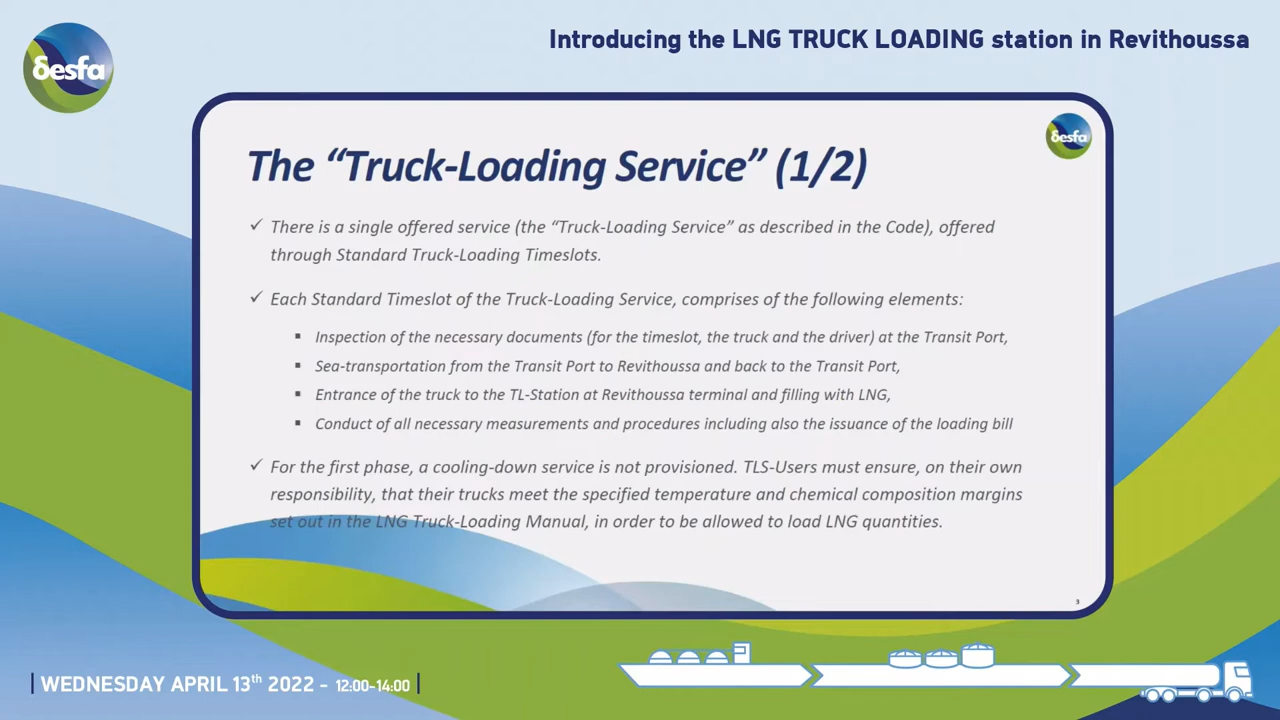 δesfa
Introducing the LNG TRUCK LOADING station in Revithoussa
δesfa
The “Truck-Loading Service” (1/2)
✓ There is a single offered service (the “Truck-Loading Service” as described in the Code), offered
through Standard Truck-Loading Timeslots.
✓ Each Standard Timeslot of the Truck-Loading Service, comprises of the following elements:
▪ Inspection of the necessary documents (for the timeslot, the truck and the driver) at the Transit Port,
▪ Sea-transportation from the Transit Port to Revithoussa and back to the Transit Port,
▪ Entrance of the truck to the TL-Station at Revithoussa terminal and filling with LNG,
▪ Conduct of all necessary measurements and procedures including also the issuance of the loading bill
✓ For the first phase, a cooling-down service is not provisioned. TLS-Users must ensure, on their own
responsibility, that their trucks meet the specified temperature and chemical composition margins
set out in the LNG Truck-Loading Manual, in order to be allowed to load LNG quantities.
9
WEDNESDAY APRIL 13th 2022 - 12:00-14:00